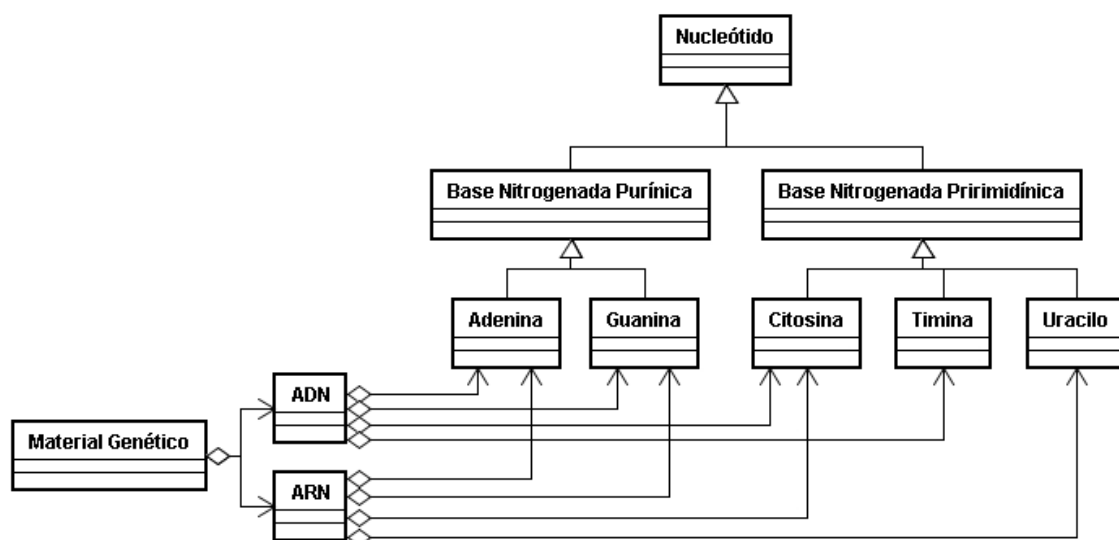 Nucleótido
Base Nitrogenada Purínica
Base Nitrogenada Pririmidínica
Adenina
Guanina
Citosina
Timina
Uracilo
ADN
Material Genético
ARN